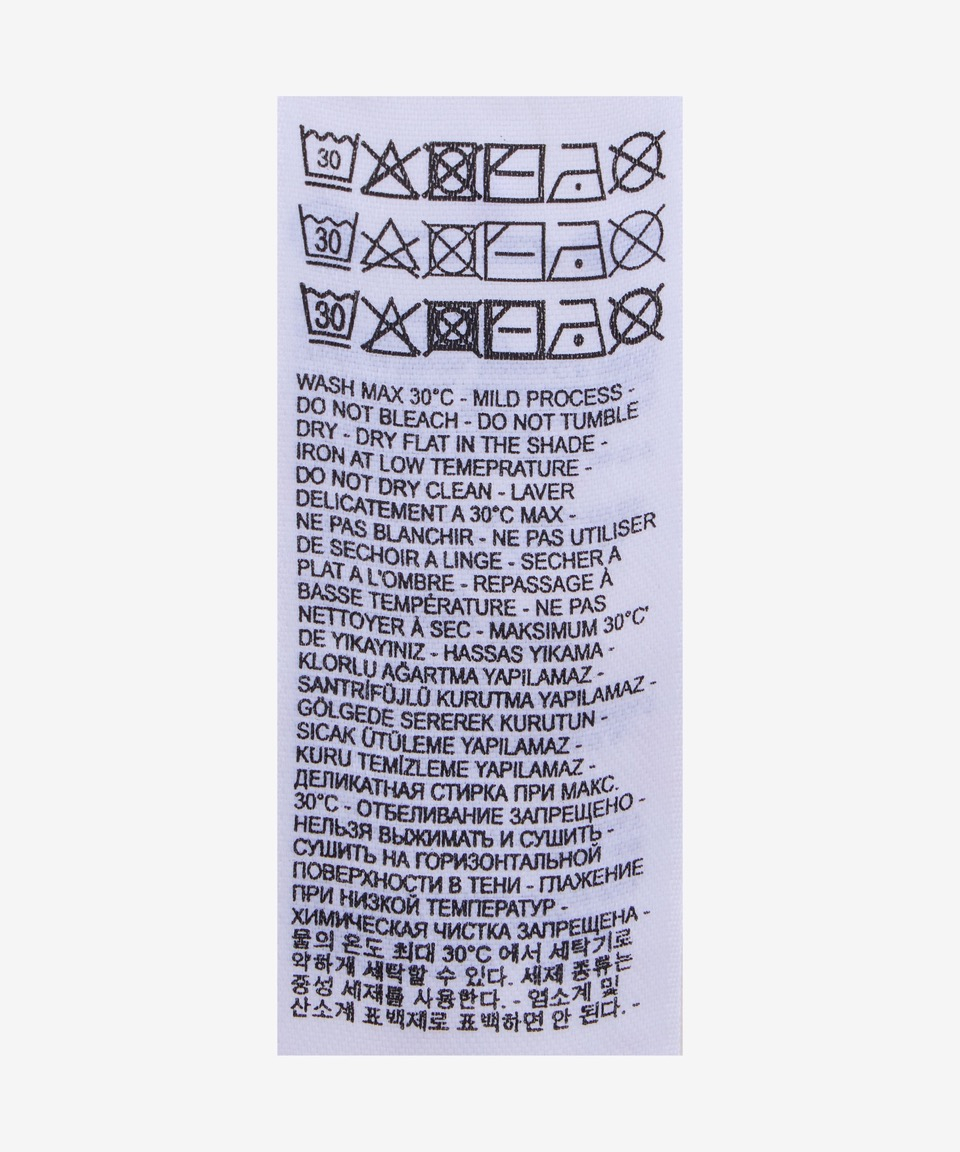 30
30
30
WASH MAX 30°C - MILD PROCESS -
DO NOT BLEACH - DO NOT TUMBLE
DRY - DRY FLAT IN THE SHADE -
IRON AT LOW TEMEPRATURE -
DO NOT DRY CLEAN - LAVER
DELICATEMENT A 30°C MAX -
NE PAS BLANCHIR - NE PAS UTILISER
DE SECHOIR A LINGE - SECHER A
PLAT A L'OMBRE - REPASSAGE À
BASSE TEMPÉRATURE - NE PAS
NETTOYER À SEC - MAKSIMUM 30°C'
DE YIKAYINIZ - HASSAS YIKAMA -
KLORLU AĞARTMA YAPILAMAZ -
SANTRİFÜJLÜ KURUTMA YAPILAMAZ -
GÖLGEDE SEREREK KURUTUN -
SICAK ÜTÜLEME YAPILAMAZ -
KURU TEMİZLEME YAPILAMAZ -
ДЕЛИКАТНАЯ СТИРКА ПРИ МАКС.
30°C - ОТБЕЛИВАНИЕ ЗАПРЕЩЕНО -
НЕЛЬЗЯ ВЫЖИМАТЬ И СУШИТЬ -
СУШИТЬ НА ГОРИЗОНТАЛЬНОЙ
ПОВЕРХНОСТИ В ТЕНИ - ГЛАЖЕНИЕ
ПРИ НИЗКОЙ ТЕМПЕРАТУР -
ХИМИЧЕСКАЯ ЧИСТКА ЗАПРЕЩЕНА -
물의 온도 최대 30°C 에서 세탁기로
약하게 세탁할 수 있다. 세제 종류는
중성 세제를 사용한다. - 염소계 및
산소계 표백제로 표백하면 안 된다. -